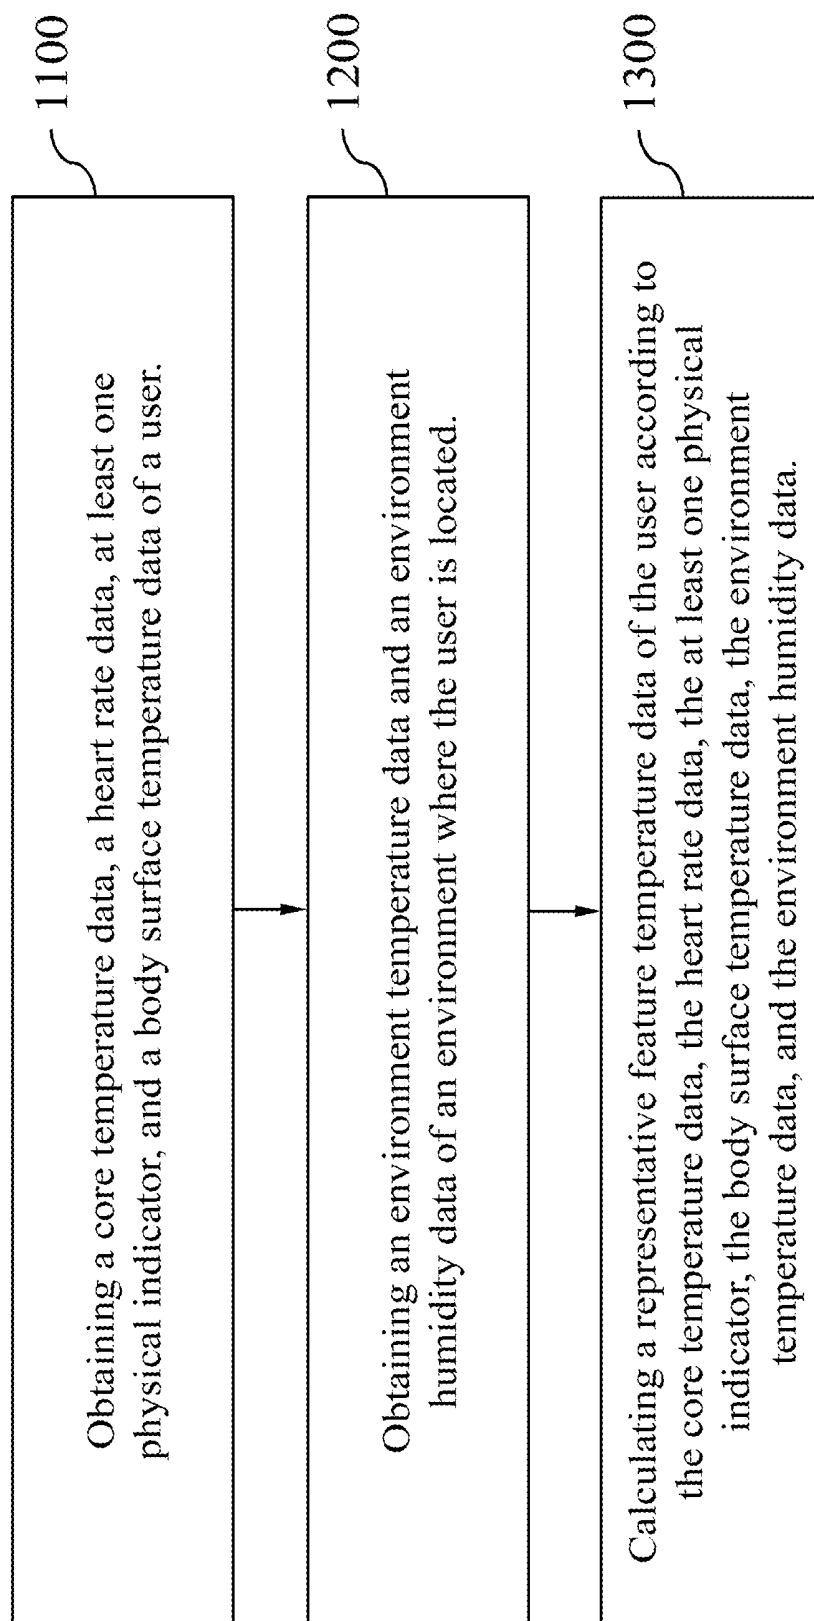 1100
Obtaining a core temperature data, a heart rate data, at least one
physical indicator, and a body surface temperature data of a user.
1200
Obtaining an environment temperature data and an environment
humidity data of an environment where the user is located.
1300
Calculating a representative feature temperature data of the user according to
the core temperature data, the heart rate data, the at least one physical
indicator, the body surface temperature data, the environment
temperature data, and the environment humidity data.